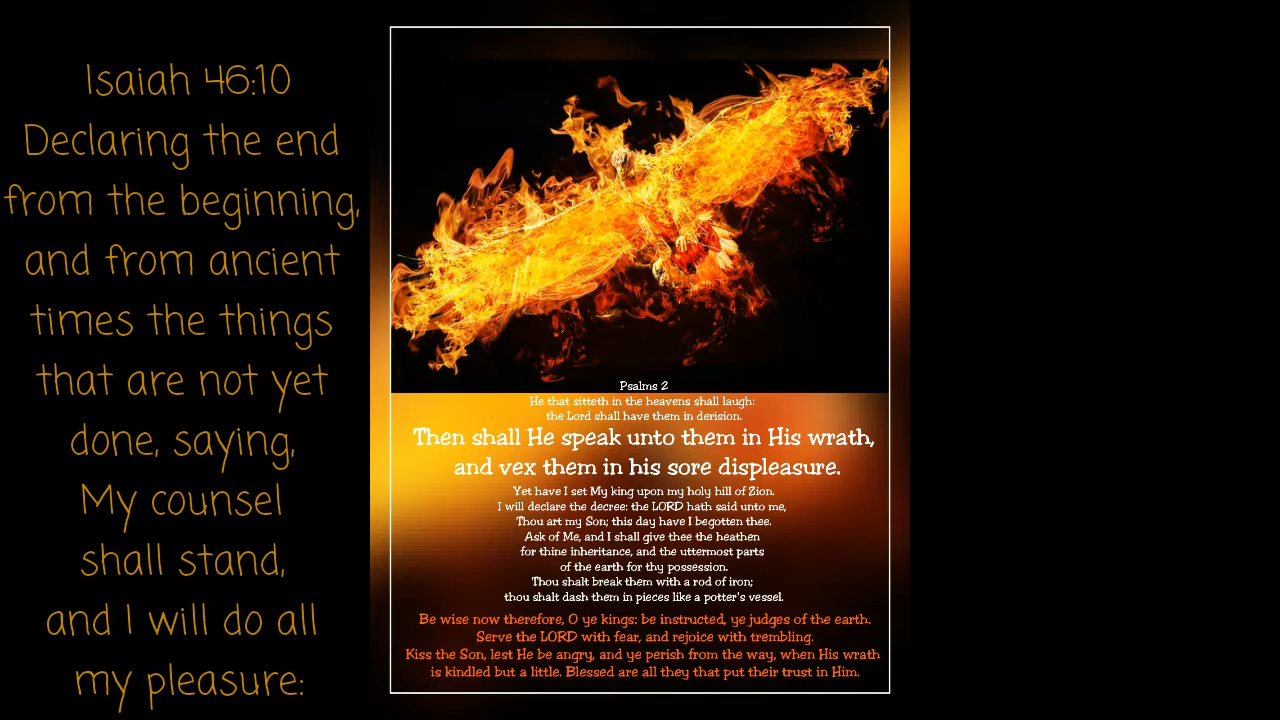 Isaiah 46:10
Declaring the end
from the beginning,
and from ancient
times the things
that are not yet
done, saying,
My counsel
shall stand,
and I will do all
my pleasure:
Psalms 2
He that sitteth in the heavens shall laugh:
the Lord shall have them in derision.
Then shall He speak unto them in His wrath,
and vex them in his sore displeasure.
Yet have I set My king upon my holy hill of Zion.
I will declare the decree: the LORD hath said unto me,
Thou art my Son; this day have I begotten thee.
Ask of Me, and I shall give thee the heathen
for thine inheritance, and the uttermost parts
of the earth for thy possession.
Thou shalt break them with a rod of iron;
thou shalt dash them in pieces like a potter's vessel.
Be wise now therefore, O ye kings: be instructed, ye judges of the earth.
Serve the LORD with fear, and rejoice with trembling.
Kiss the Son, lest He be angry, and ye perish from the way, when His wrath
is kindled but a little. Blessed are all they that put their trust in Him.